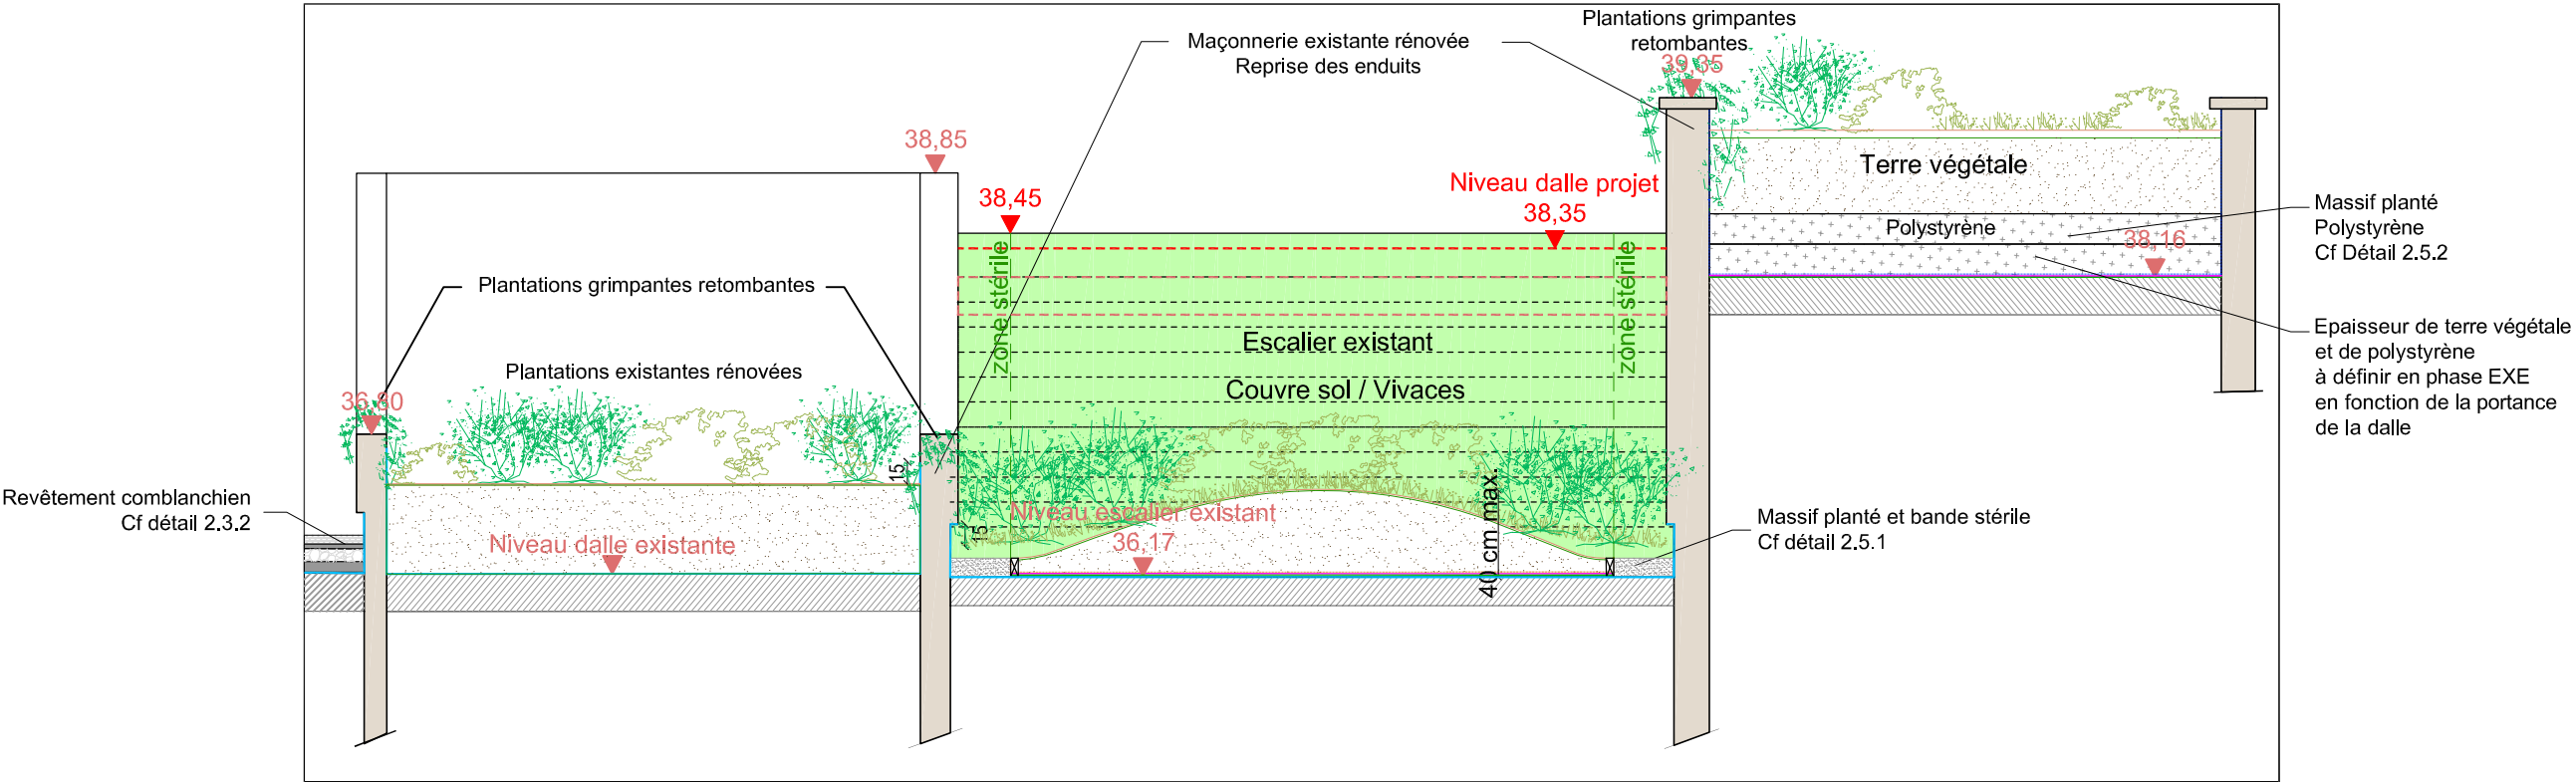 Plantations grimpantes
retombantes
39,35
Maçonnerie existante rénovée
Reprise des enduits
38,85
38,45
Niveau dalle projet
38,35
Terre végétale
Polystyrène
38,16
Massif planté
Polystyrène
Cf Détail 2.5.2
zone stérile
zone stérile
Plantations grimpantes retombantes
Epaisseur de terre végétale
et de polystyrène
à définir en phase EXE
en fonction de la portance
de la dalle
Escalier existant
Couvre sol / Vivaces
Plantations existantes rénovées
36,80
15
Revêtement comblanchien
Cf détail 2.3.2
Niveau dalle existante
15
Niveau escalier existant
36,17
40 cm max.
Massif planté et bande stérile
Cf détail 2.5.1